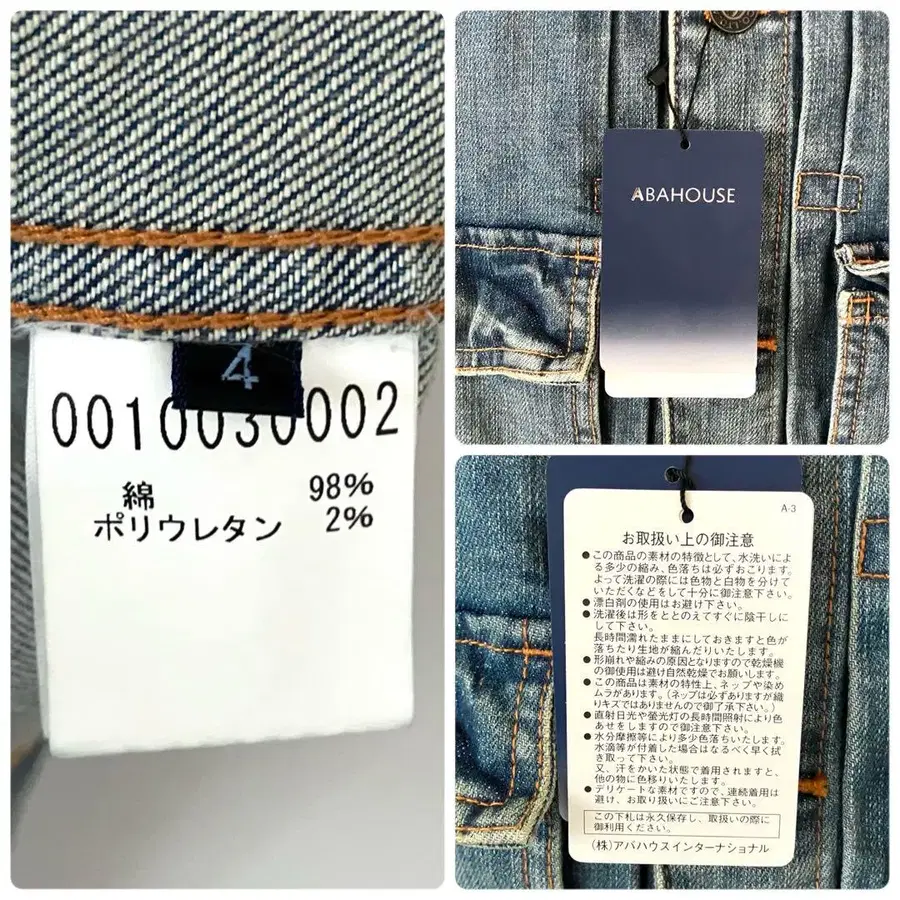 4
0010030002
綿 98%
ポリウレタン 2%
ABAHOUSE
A-3
お取扱い上の御注意
●この商品の素材の特徴として、水洗いによ
る多少の縮み、色落ちは必ずおこります。
よって洗濯の際には色物と白物を分けて
いただくなどをして十分に御注意下さい。
●漂白剤の使用はお避け下さい。
●洗濯後は形をととのえてすぐに陰干しに
して下さい。
長時間濡れたままにしておきますと色が
落ちたり生地が縮んだりいたします。
●形崩れや縮みの原因となりますので乾燥機
の御使用は避け自然乾燥でお願いします。
●この商品は素材の特性上、ネップや染め
ムラがあります。(ネップは必ずありますが織
りキズではありませんので御了承下さい。)
●直射日光や螢光灯の長時間照射により色
あせをしますので御注意下さい。
●水分摩擦等により多少色落ちいたします。
水滴等が付着した場合はなるべく早く拭
き取って下さい。
又、汗をかいた状態で着用されますと、
他の物に色移りいたします。
●デリケートな素材ですので、連続着用は
避け、お取り扱いにご注意下さい。
この下札は永久保存し、取扱いの際に
御利用ください。
(株)アバハウスインターナショナル